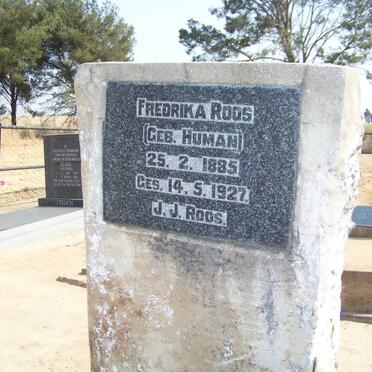 FREDRIKA ROOS
(GEB. HUMAN)
25. 2. 1885
GES. 14. 5. 1927.
J. J. ROOS.